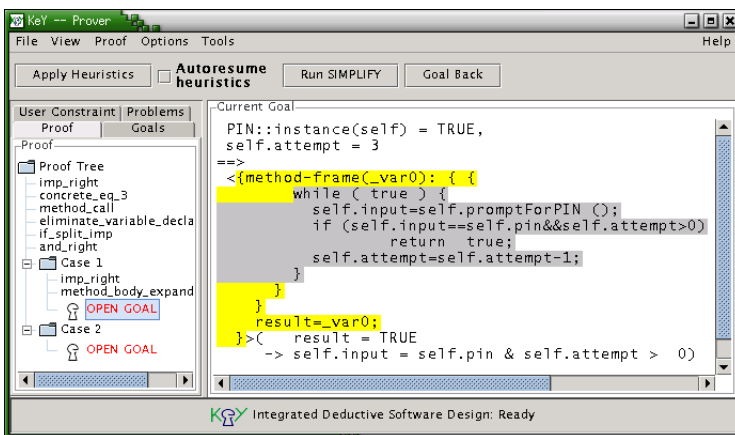 KeY -- Prover
File View Proof Options Tools Help
Apply Heuristics
Autoresume
heuristics
Run SIMPLIFY
Goal Back
User Constraint Problems
Proof Goals
Proof
Proof Tree
imp_right
concrete_eq_3
method_call
eliminate_variable_decla
if_split_imp
and_right
Case 1
imp_right
method_body_expand
OPEN GOAL
Case 2
OPEN GOAL
Current Goal
PIN::instance(self) = TRUE,
self.attempt = 3
==>
<{method-frame(_var0): { {
while ( true ) {
self.input=self.promptForPIN ();
if (self.input==self.pin&&self.attempt>0)
return true;
self.attempt=self.attempt-1;
}
}
}
result=_var0;
}>( result = TRUE
-> self.input = self.pin & self.attempt > 0)
KeY Integrated Deductive Software Design: Ready